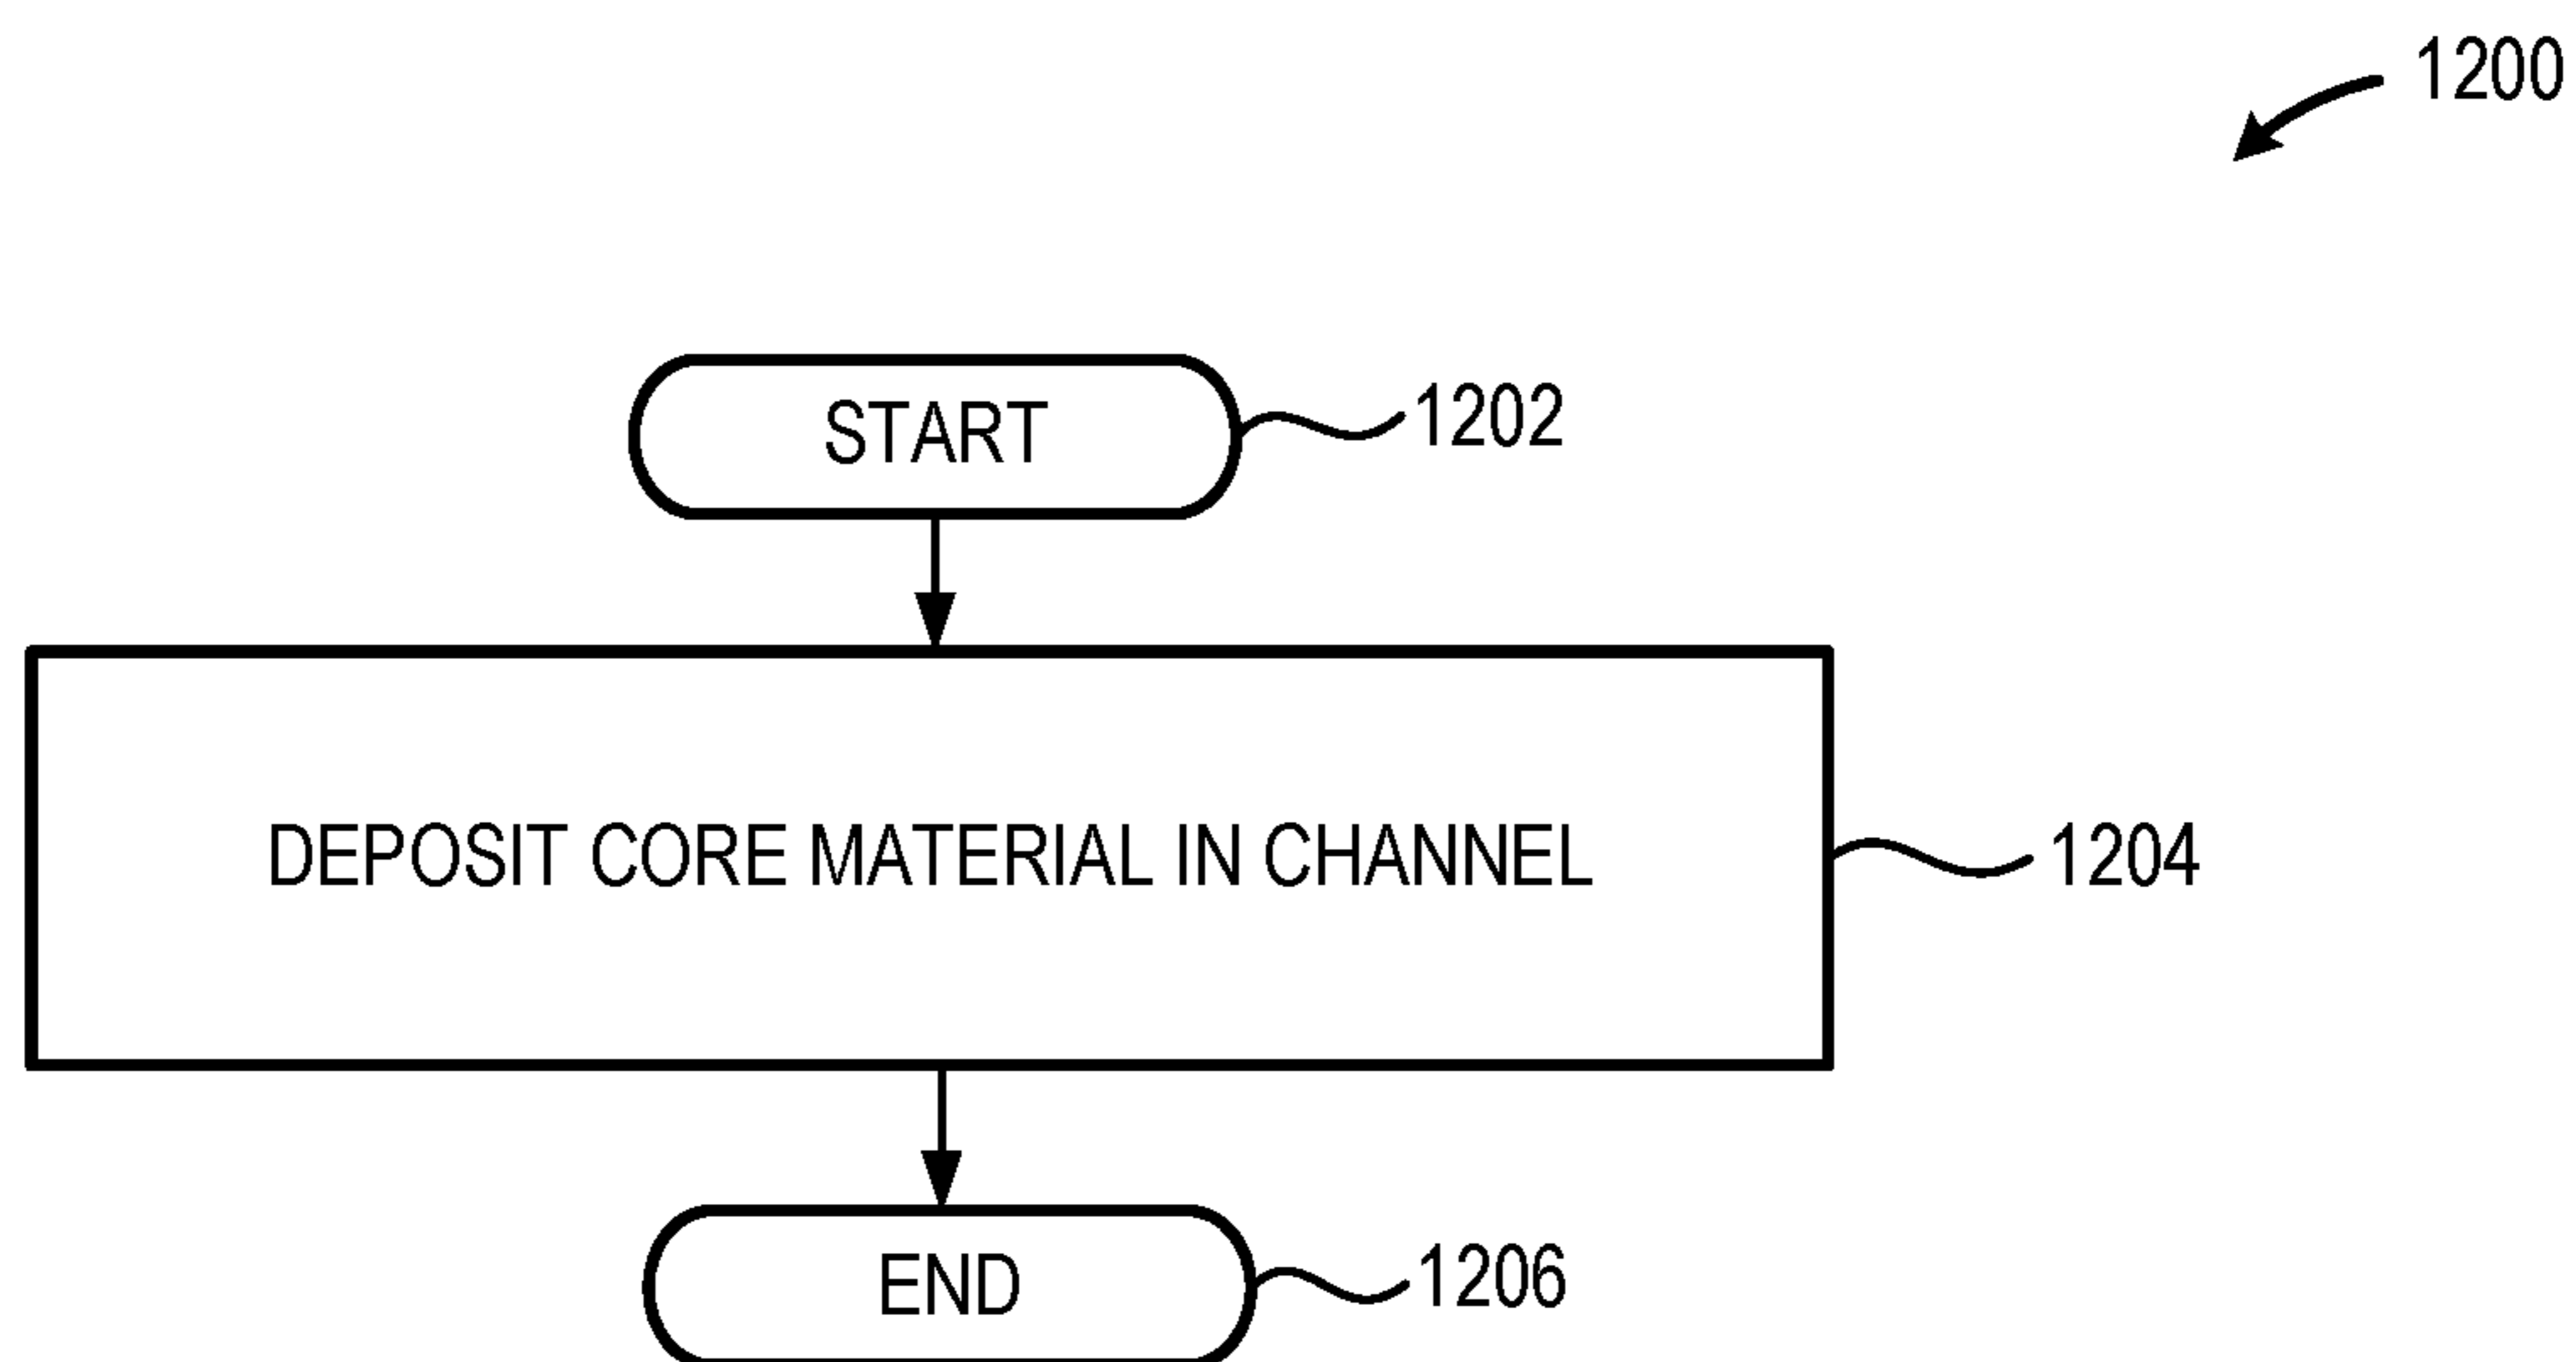 1200
START
1202
DEPOSIT CORE MATERIAL IN CHANNEL
1204
END
1206